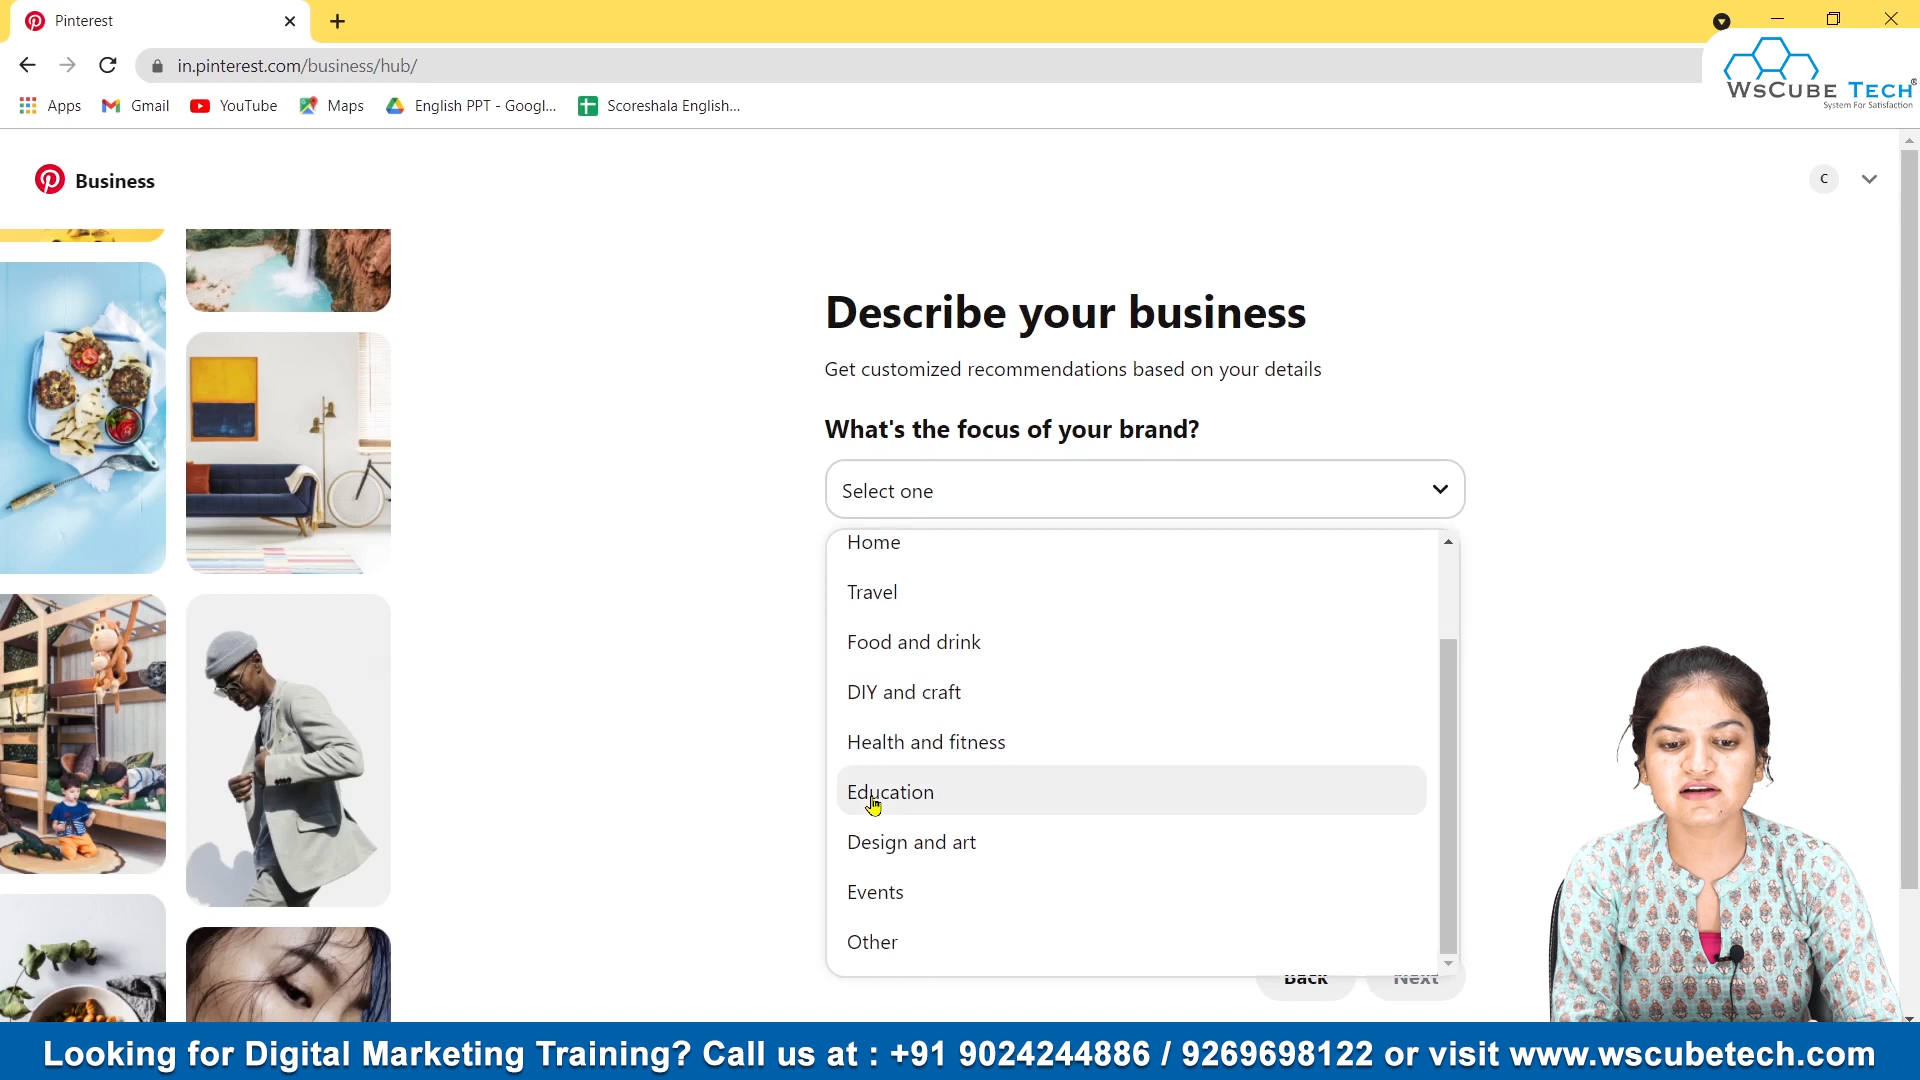 Pinterest
in.pinterest.com/business/hub/
Apps
Gmail
YouTube
Maps
English PPT - Googl...
Scoreshala English...
WsCube Tech®
System For Satisfaction
Business
C
Describe your business
Get customized recommendations based on your details
What's the focus of your brand?
Select one
Home
Travel
Food and drink
DIY and craft
Health and fitness
Education
Design and art
Events
Other
Back
Next
Looking for Digital Marketing Training? Call us at : +91 9024244886 / 9269698122 or visit www.wscubetech.com